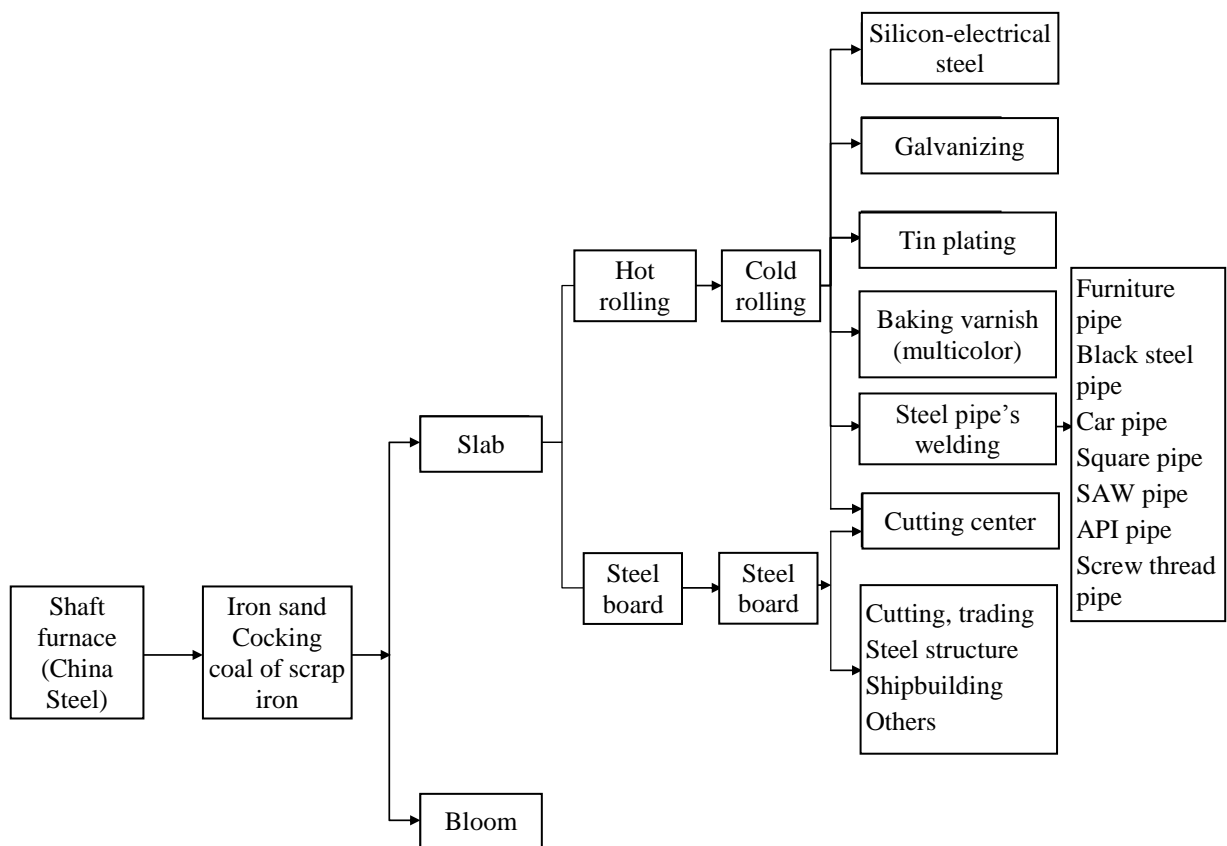 Silicon-electrical
steel
Galvanizing
Tin plating
Hot
rolling
Cold
rolling
Baking varnish
(multicolor)
Furniture
pipe
Black steel
pipe
Car pipe
Square pipe
SAW pipe
API pipe
Screw thread
pipe
Slab
Steel pipe’s
welding
Cutting center
Steel
board
Steel
board
Shaft
furnace
(China
Steel)
Iron sand
Cocking
coal of scrap
iron
Cutting, trading
Steel structure
Shipbuilding
Others
Bloom